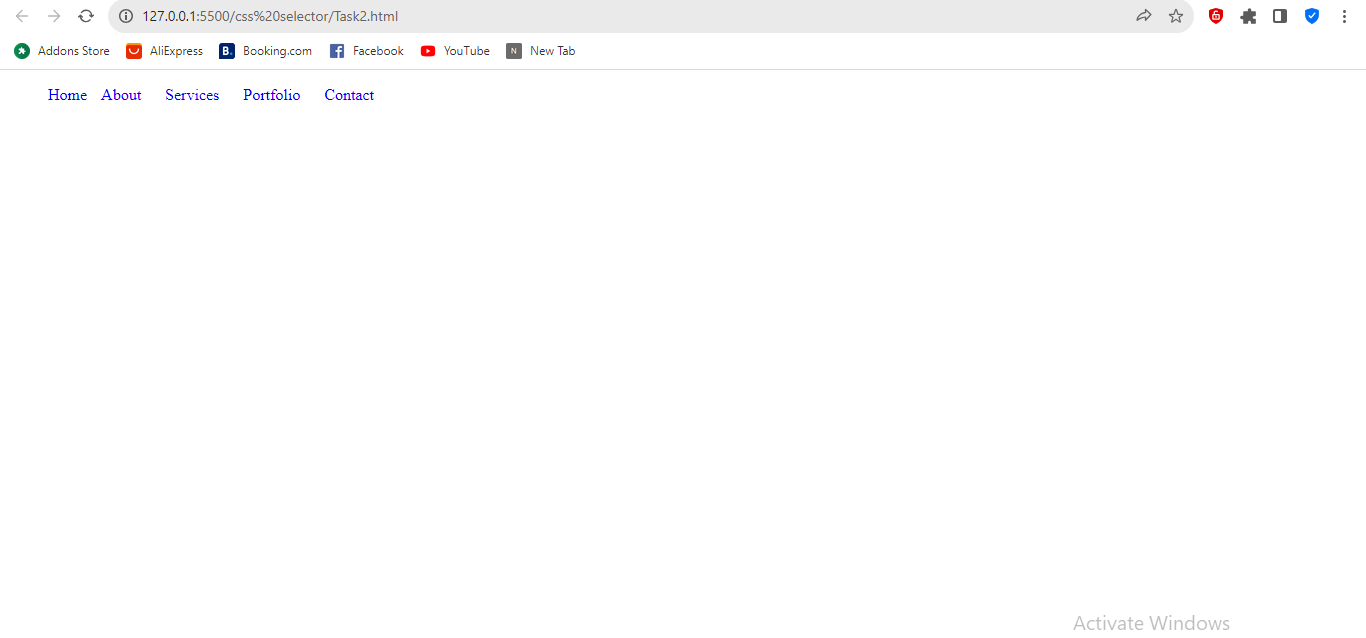 127.0.0.1:5500/css%20selector/Task2.html
Addons Store AliExpress B. Booking.com Facebook YouTube N New Tab
Home About Services Portfolio Contact
Activate Windows